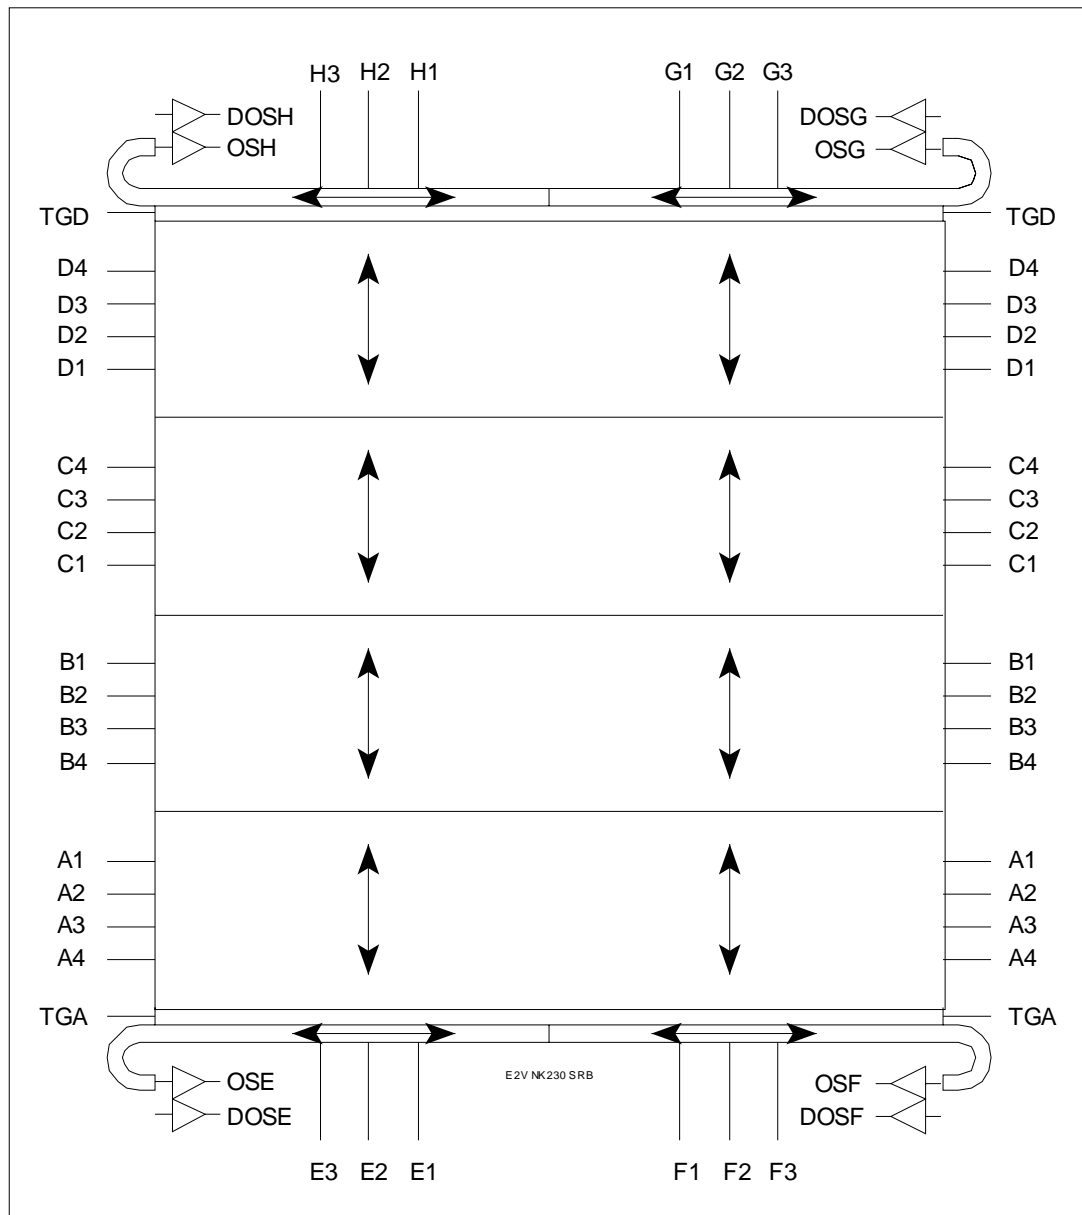 H3 H2 H1 G1 G2 G3
DOSH DOSG
OSH OSG
TGD TGD
D4 D4
D3 D3
D2 D2
D1 D1
C4 C4
C3 C3
C2 C2
C1 C1
B1 B1
B2 B2
B3 B3
B4 B4
A1 A1
A2 A2
A3 A3
A4 A4
TGA TGA
OSE E2V NK230 SRB OSF
DOSE DOSF
E3 E2 E1 F1 F2 F3